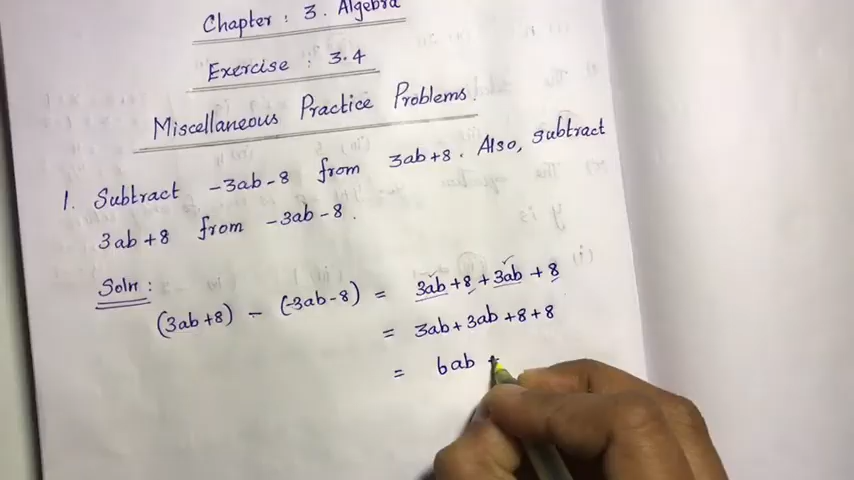 Chapter : 3. Algebra
Exercise : 3.4
Miscellaneous Practice Problems.
1. Subtract -3ab-8 from 3ab+8. Also, subtract
3ab+8 from -3ab-8.
Soln :
(3ab+8) - (-3ab-8) = 3ab+8+3ab+8
= 3ab+3ab+8+8
= 6ab +